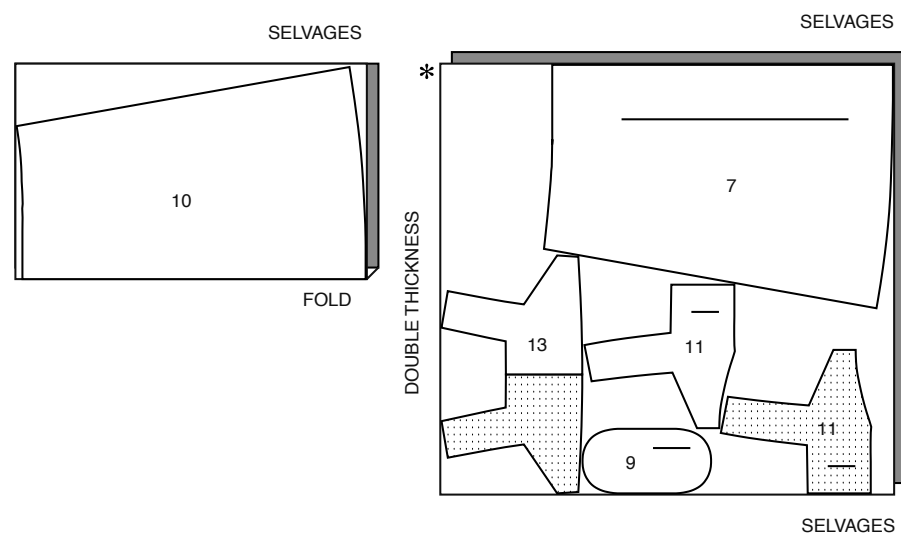 SELVAGES
10
FOLD
SELVAGES
*
DOUBLE THICKNESS
7
13
11
11
9
SELVAGES